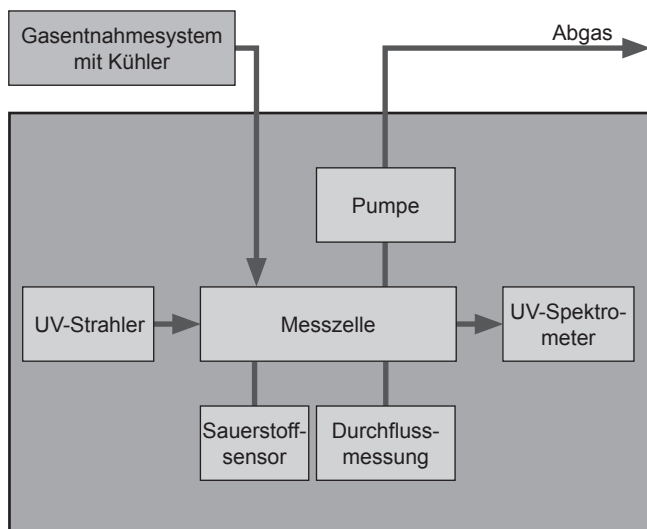 Gasentnahmesystem
mit Kühler
Abgas
Pumpe
UV-Strahler
Messzelle
UV-Spektro-
meter
Sauerstoff-
sensor
Durchfluss-
messung